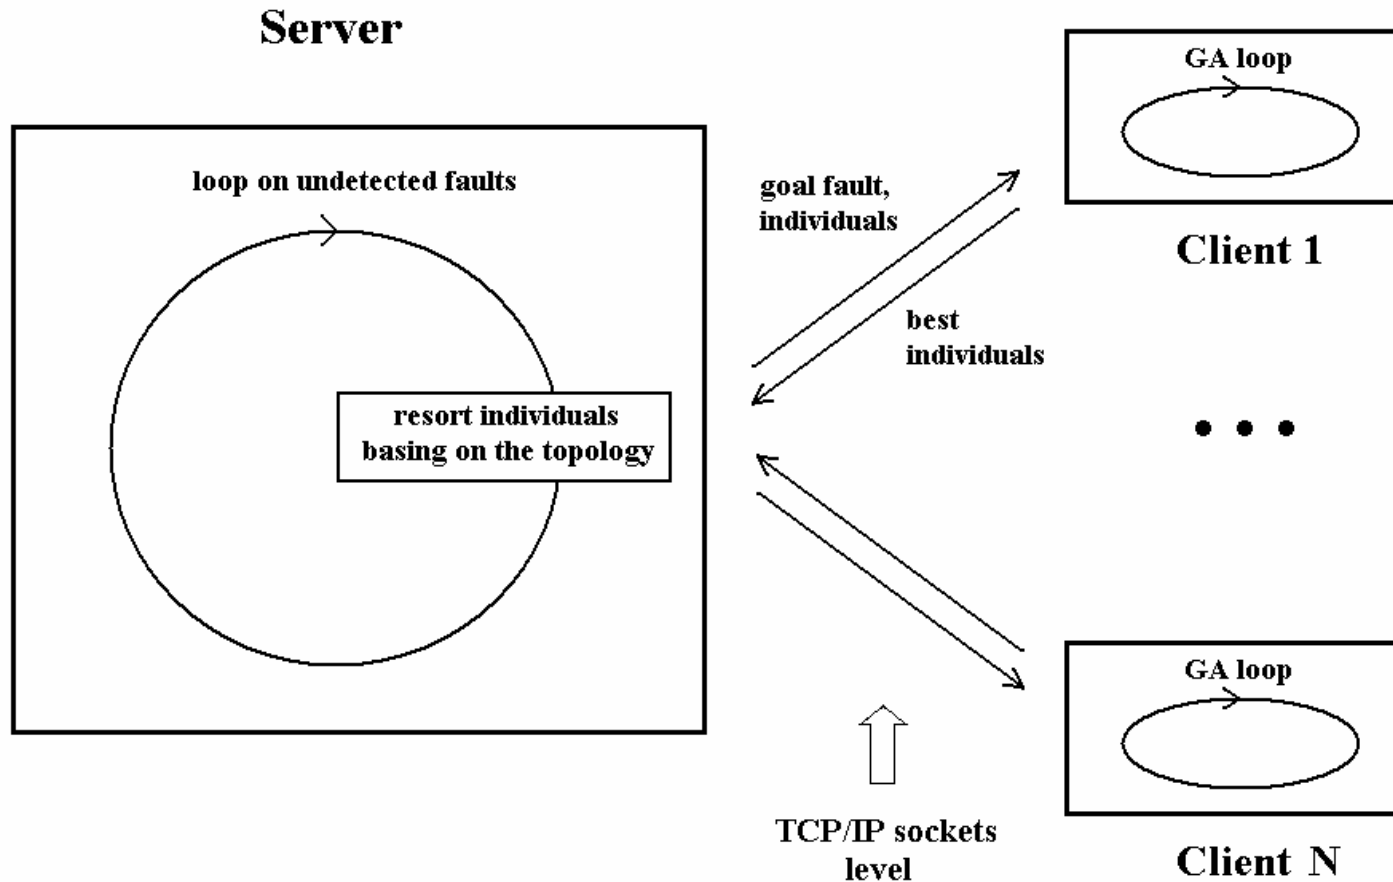 Server
loop on undetected faults
resort individuals
basing on the topology
goal fault,
individuals
best
individuals
TCP/IP sockets
level
GA loop
Client 1
GA loop
Client N